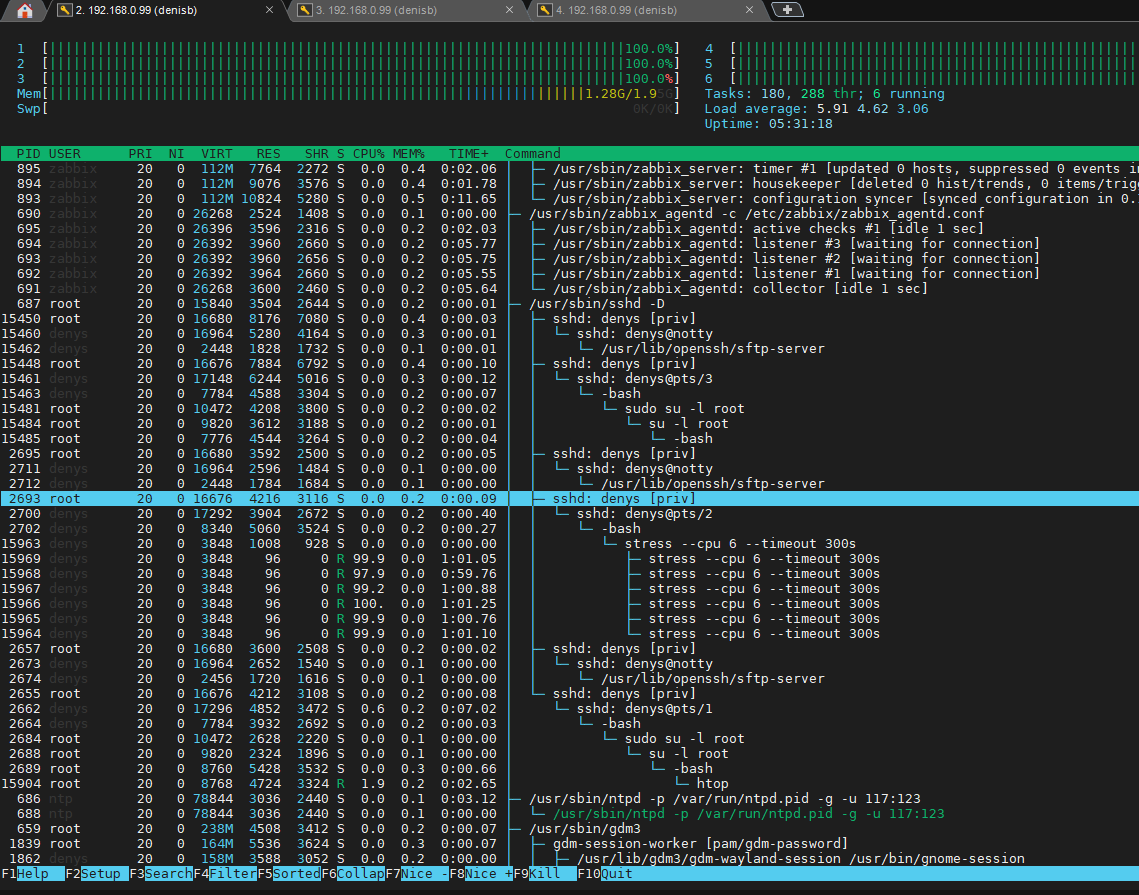 2. 192.168.0.99 (denisb) × 3. 192.168.0.99 (denisb) × 4. 192.168.0.99 (denisb) ×
1 [100.0%] 4 [
2 [100.0%] 5 [
3 [100.0%] 6 [
Mem[1.28G/1.95G] Tasks: 180, 288 thr; 6 running
Swp[0K/0K] Load average: 5.91 4.62 3.06
Uptime: 05:31:18
PID USER PRI NI VIRT RES SHR S CPU% MEM% TIME+ Command
895 zabbix 20 0 112M 7764 2272 S 0.0 0.4 0:02.06 /usr/sbin/zabbix_server: timer #1 [updated 0 hosts, suppressed 0 events in
894 zabbix 20 0 112M 9076 3576 S 0.0 0.4 0:01.78 /usr/sbin/zabbix_server: housekeeper [deleted 0 hist/trends, 0 items/trig
893 zabbix 20 0 112M 10824 5280 S 0.0 0.5 0:11.65 /usr/sbin/zabbix_server: configuration syncer [synced configuration in 0.
690 zabbix 20 0 26268 2524 1408 S 0.0 0.1 0:00.00 /usr/sbin/zabbix_agentd -c /etc/zabbix/zabbix_agentd.conf
695 zabbix 20 0 26396 3596 2316 S 0.0 0.2 0:02.03 /usr/sbin/zabbix_agentd: active checks #1 [idle 1 sec]
694 zabbix 20 0 26392 3960 2660 S 0.0 0.2 0:05.77 /usr/sbin/zabbix_agentd: listener #3 [waiting for connection]
693 zabbix 20 0 26392 3960 2656 S 0.0 0.2 0:05.75 /usr/sbin/zabbix_agentd: listener #2 [waiting for connection]
692 zabbix 20 0 26392 3964 2660 S 0.0 0.2 0:05.55 /usr/sbin/zabbix_agentd: listener #1 [waiting for connection]
691 zabbix 20 0 26268 3600 2460 S 0.0 0.2 0:05.64 /usr/sbin/zabbix_agentd: collector [idle 1 sec]
687 root 20 0 15840 3504 2644 S 0.0 0.2 0:00.01 /usr/sbin/sshd -D
15450 root 20 0 16680 8176 7080 S 0.0 0.4 0:00.03 sshd: denys [priv]
15460 denys 20 0 16964 5280 4164 S 0.0 0.3 0:00.01 sshd: denys@notty
15462 denys 20 0 2448 1828 1732 S 0.0 0.1 0:00.01 /usr/lib/openssh/sftp-server
15448 root 20 0 16676 7884 6792 S 0.0 0.4 0:00.10 sshd: denys [priv]
15461 denys 20 0 17148 6244 5016 S 0.0 0.3 0:00.12 sshd: denys@pts/3
15463 denys 20 0 7784 4588 3304 S 0.0 0.2 0:00.07 -bash
15481 root 20 0 10472 4208 3800 S 0.0 0.2 0:00.02 sudo su -l root
15484 root 20 0 9820 3612 3188 S 0.0 0.2 0:00.01 su -l root
15485 root 20 0 7776 4544 3264 S 0.0 0.2 0:00.04 -bash
2695 root 20 0 16680 3592 2500 S 0.0 0.2 0:00.05 sshd: denys [priv]
2711 denys 20 0 16964 2596 1484 S 0.0 0.1 0:00.00 sshd: denys@notty
2712 denys 20 0 2448 1784 1684 S 0.0 0.1 0:00.00 /usr/lib/openssh/sftp-server
2693 root 20 0 16676 4216 3116 S 0.0 0.2 0:00.09 sshd: denys [priv]
2700 denys 20 0 17292 3904 2672 S 0.0 0.2 0:00.40 sshd: denys@pts/2
2702 denys 20 0 8340 5060 3524 S 0.0 0.2 0:00.27 -bash
15963 denys 20 0 3848 1008 928 S 0.0 0.0 0:00.00 stress --cpu 6 --timeout 300s
15969 denys 20 0 3848 96 0 R 99.9 0.0 1:01.05 stress --cpu 6 --timeout 300s
15968 denys 20 0 3848 96 0 R 97.9 0.0 0:59.76 stress --cpu 6 --timeout 300s
15967 denys 20 0 3848 96 0 R 99.2 0.0 1:00.88 stress --cpu 6 --timeout 300s
15966 denys 20 0 3848 96 0 R 100. 0.0 1:01.25 stress --cpu 6 --timeout 300s
15965 denys 20 0 3848 96 0 R 99.9 0.0 1:00.76 stress --cpu 6 --timeout 300s
15964 denys 20 0 3848 96 0 R 99.9 0.0 1:01.10 stress --cpu 6 --timeout 300s
2657 root 20 0 16680 3600 2508 S 0.0 0.2 0:00.02 sshd: denys [priv]
2673 denys 20 0 16964 2652 1540 S 0.0 0.1 0:00.00 sshd: denys@notty
2674 denys 20 0 2456 1720 1616 S 0.0 0.1 0:00.00 /usr/lib/openssh/sftp-server
2655 root 20 0 16676 4212 3108 S 0.0 0.2 0:00.08 sshd: denys [priv]
2662 denys 20 0 17296 4852 3472 S 0.6 0.2 0:07.02 sshd: denys@pts/1
2664 denys 20 0 7784 3932 2692 S 0.0 0.2 0:00.03 -bash
2684 root 20 0 10472 2628 2220 S 0.0 0.1 0:00.00 sudo su -l root
2688 root 20 0 9820 2324 1896 S 0.0 0.1 0:00.00 su -l root
2689 root 20 0 8760 5428 3532 S 0.0 0.3 0:00.66 -bash
15904 root 20 0 8768 4724 3324 R 1.9 0.2 0:02.65 htop
686 ntp 20 0 78844 3036 2440 S 0.0 0.1 0:03.12 /usr/sbin/ntpd -p /var/run/ntpd.pid -g -u 117:123
688 ntp 20 0 78844 3036 2440 S 0.0 0.1 0:00.00 /usr/sbin/ntpd -p /var/run/ntpd.pid -g -u 117:123
659 root 20 0 238M 4508 3412 S 0.0 0.2 0:00.07 /usr/sbin/gdm3
1839 root 20 0 164M 5536 3624 S 0.0 0.3 0:00.07 gdm-session-worker [pam/gdm-password]
1862 denys 20 0 158M 3588 3052 S 0.0 0.2 0:00.00 /usr/lib/gdm3/gdm-wayland-session /usr/bin/gnome-session
F1Help F2Setup F3SearchF4FilterF5SortedF6CollapF7Nice -F8Nice +F9Kill F10Quit